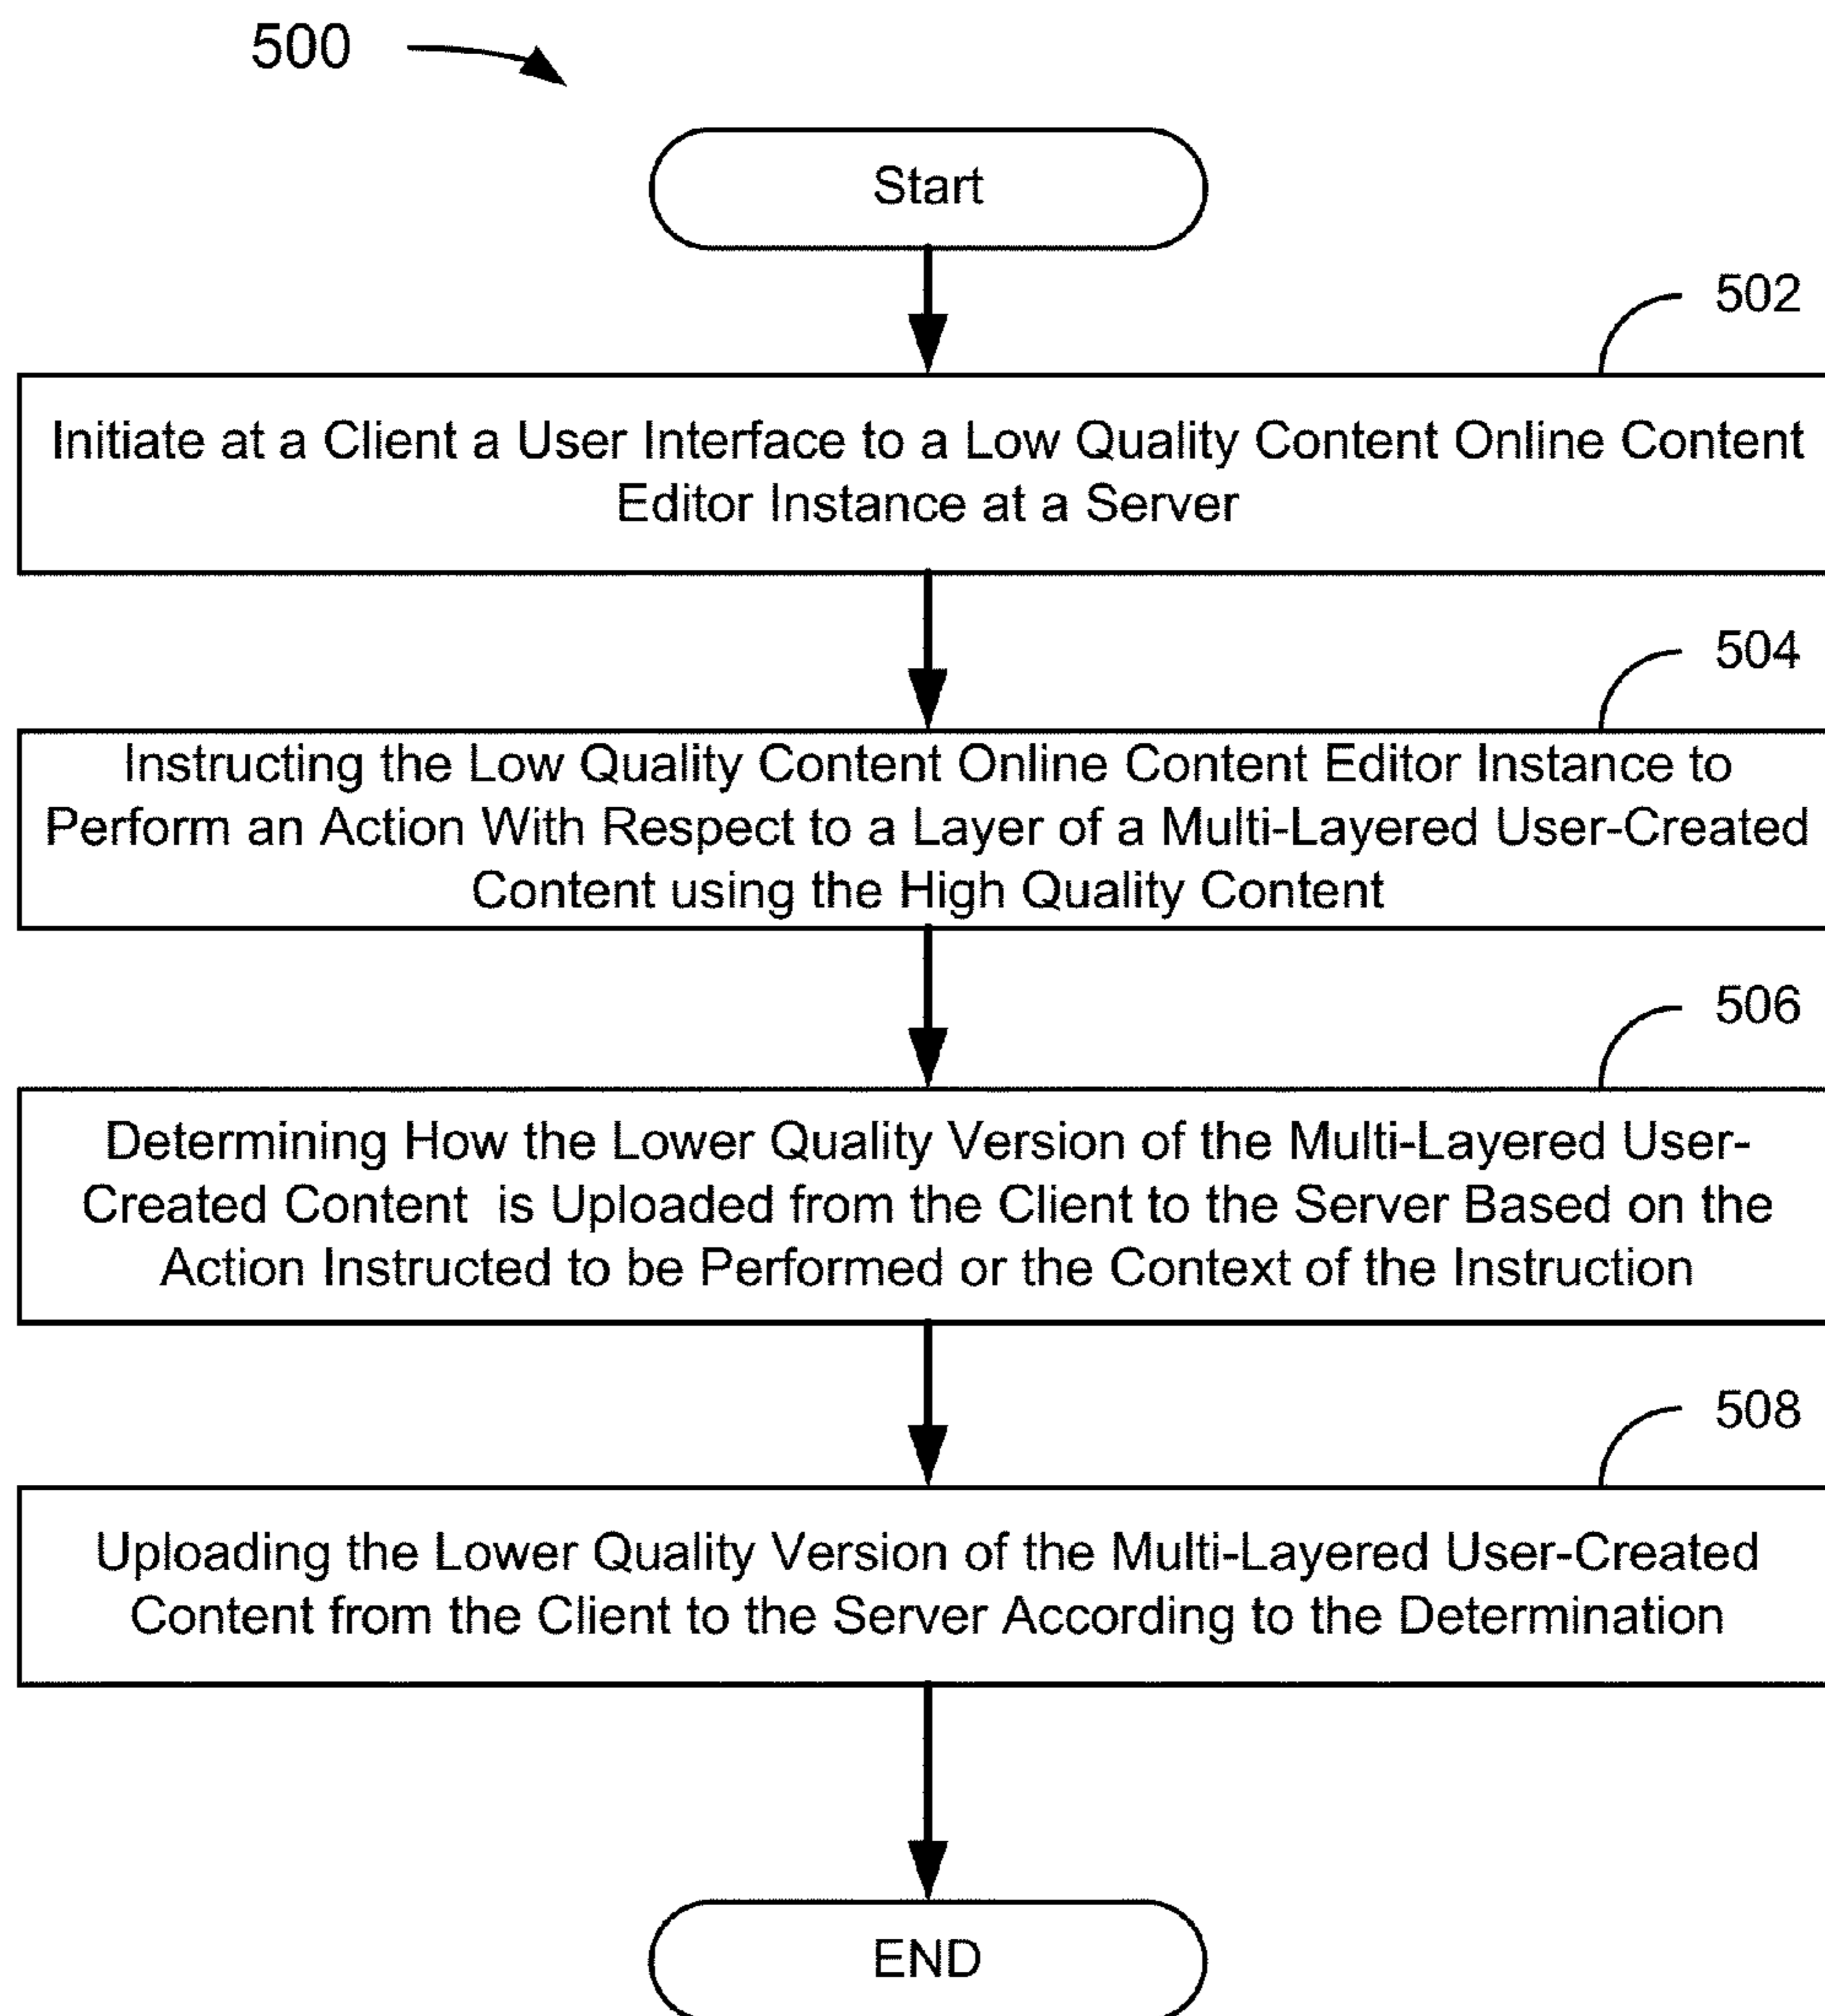 500
Start
502
Initiate at a Client a User Interface to a Low Quality Content Online Content
Editor Instance at a Server
504
Instructing the Low Quality Content Online Content Editor Instance to
Perform an Action With Respect to a Layer of a Multi-Layered User-Created
Content using the High Quality Content
506
Determining How the Lower Quality Version of the Multi-Layered User-
Created Content is Uploaded from the Client to the Server Based on the
Action Instructed to be Performed or the Context of the Instruction
508
Uploading the Lower Quality Version of the Multi-Layered User-Created
Content from the Client to the Server According to the Determination
END